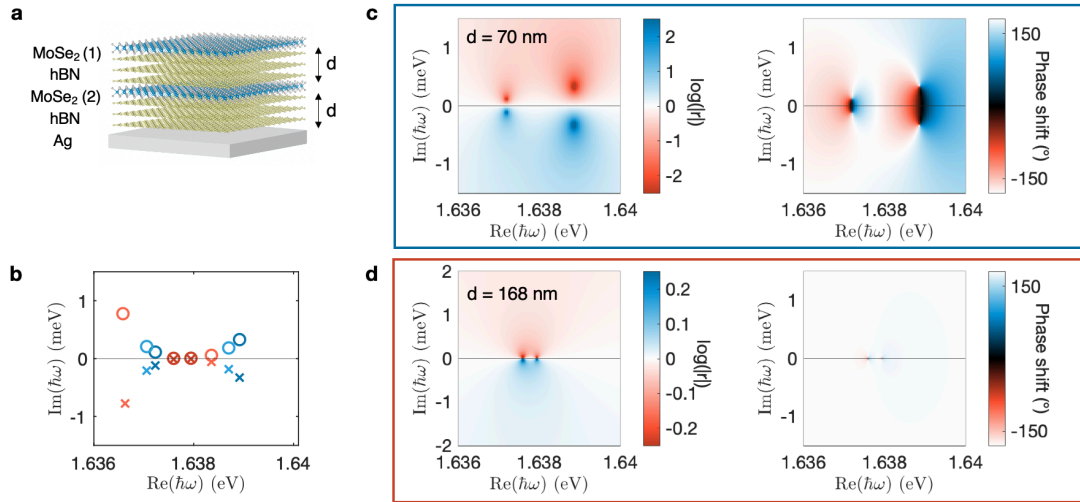 a
MoSe₂ (1)
hBN
MoSe₂ (2)
hBN
Ag
d
d
b
1
0
-1
Im(ħω) (meV)
1.636
1.638
1.64
Re(ħω) (eV)
c
d = 70 nm
1
0
-1
Im(ħω) (meV)
1.636
1.638
1.64
Re(ħω) (eV)
2
1
0
-1
-2
log(|r|)
1
0
-1
Im(ħω) (meV)
1.636
1.638
1.64
Re(ħω) (eV)
150
-150
Phase shift (°)
d
d = 168 nm
2
1
0
-1
-2
Im(ħω) (meV)
1.636
1.638
1.64
Re(ħω) (eV)
0.2
0.1
0
-0.1
-0.2
log(|r|)
1
0
-1
Im(ħω) (meV)
1.636
1.638
1.64
Re(ħω) (eV)
150
-150
Phase shift (°)